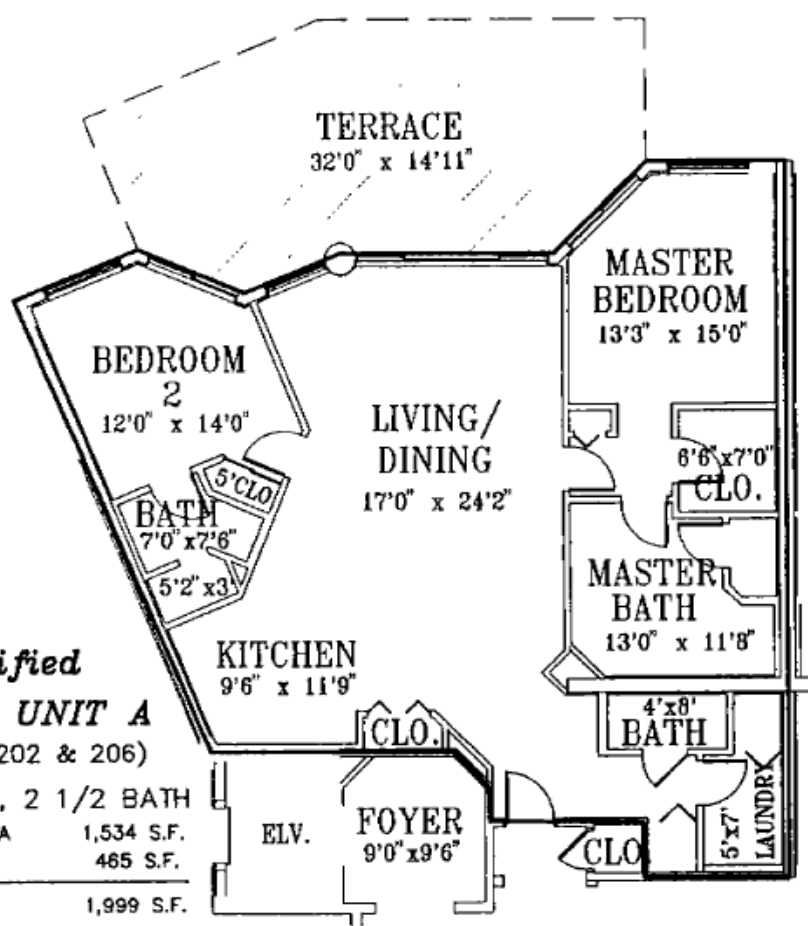 TERRACE
32'0" x 14'11"
MASTER
BEDROOM
13'3" x 15'0"
BEDROOM
2
12'0" x 14'0"
LIVING/
DINING
17'0" x 24'2"
5'CLO
6'6"x7'0"
CLO.
BATH
7'0"x7'6"
5'2"x3'
MASTER
BATH
13'0" x 11'8"
KITCHEN
9'6" x 11'9"
ified
UNIT A
202 & 206)
, 2 1/2 BATH
A 1,534 S.F.
465 S.F.
1,999 S.F.
CLO.
4'x8'
BATH
ELV.
FOYER
9'0"x9'6"
CLO
5'x7'
LAUNDRY